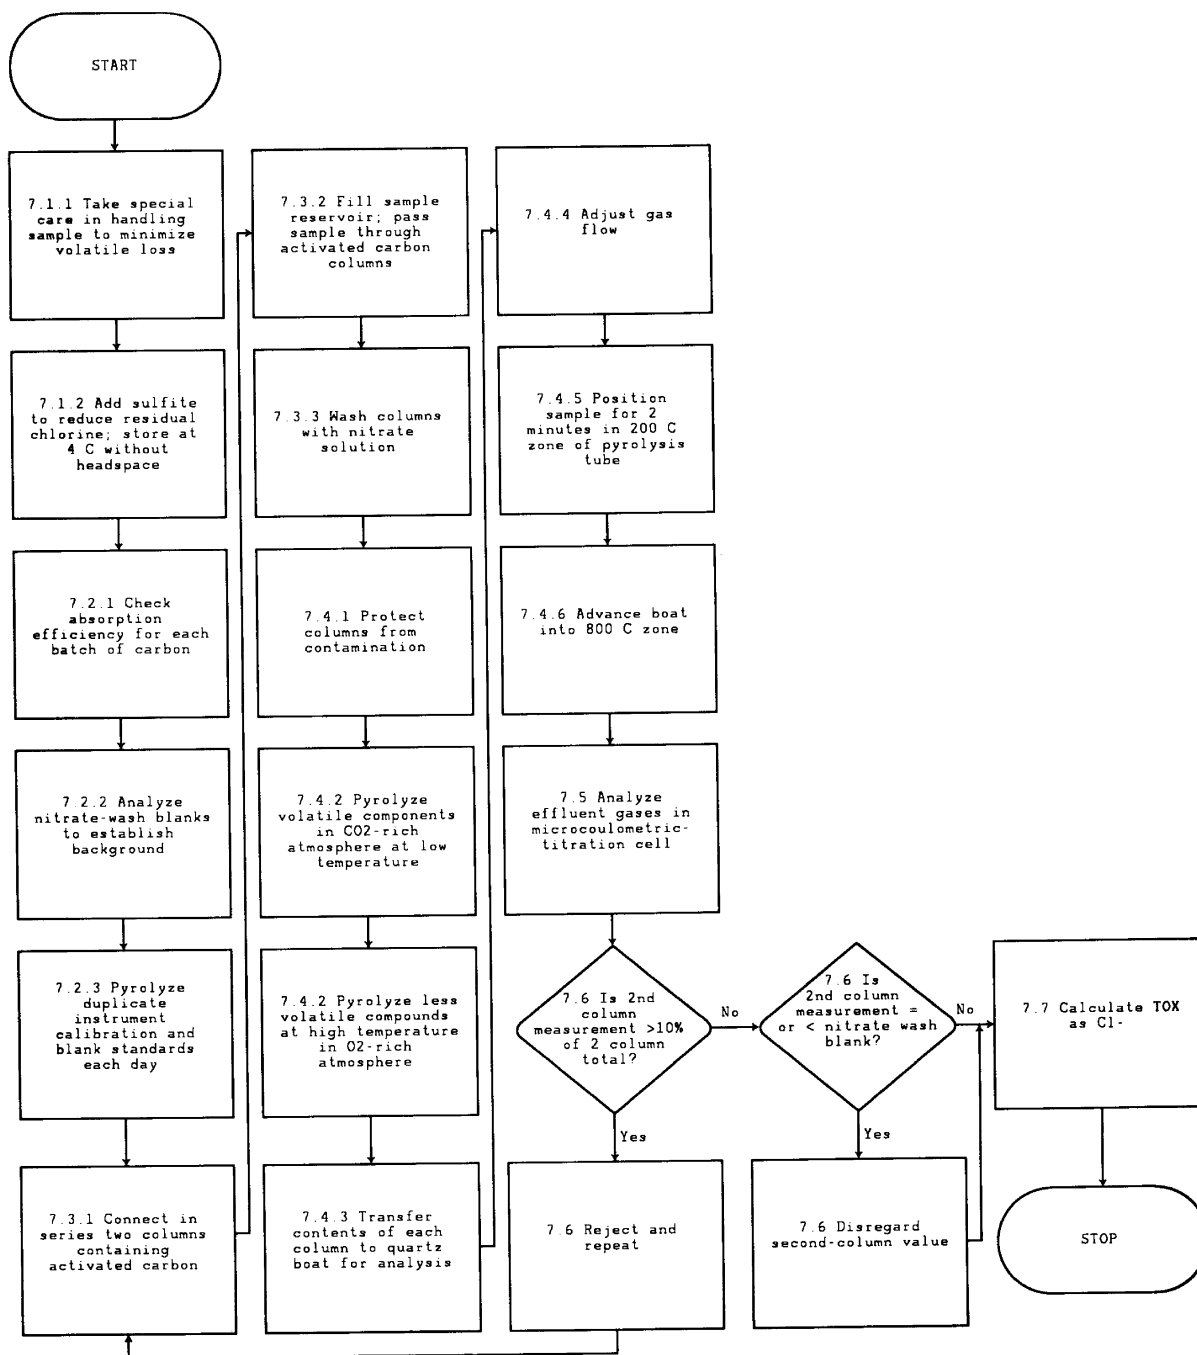 START
7.1.1 Take special
care in handling
sample to minimize
volatile loss
7.1.2 Add sulfite
to reduce residual
chlorine; store at
4 C without
headspace
7.2.1 Check
absorption
efficiency for each
batch of carbon
7.2.2 Analyze
nitrate-wash blanks
to establish
background
7.2.3 Pyrolyze
duplicate
instrument
calibration and
blank standards
each day
7.3.1 Connect in
series two columns
containing
activated carbon
7.3.2 Fill sample
reservoir; pass
sample through
activated carbon
columns
7.3.3 Wash columns
with nitrate
solution
7.4.1 Protect
columns from
contamination
7.4.2 Pyrolyze
volatile components
in CO2-rich
atmosphere at low
temperature
7.4.2 Pyrolyze less
volatile compounds
at high temperature
in O2-rich
atmosphere
7.4.3 Transfer
contents of each
column to quartz
boat for analysis
7.4.4 Adjust gas
flow
7.4.5 Position
sample for 2
minutes in 200 C
zone of pyrolysis
tube
7.4.6 Advance boat
into 800 C zone
7.5 Analyze
effluent gases in
microcoulometric-
titration cell
7.6 Is 2nd
column
measurement >10%
of 2 column
total?
No
Yes
7.6 Reject and
repeat
7.6 Is
2nd column
measurement =
or < nitrate wash
blank?
No
Yes
7.6 Disregard
second-column value
7.7 Calculate TOX
as Cl-
STOP